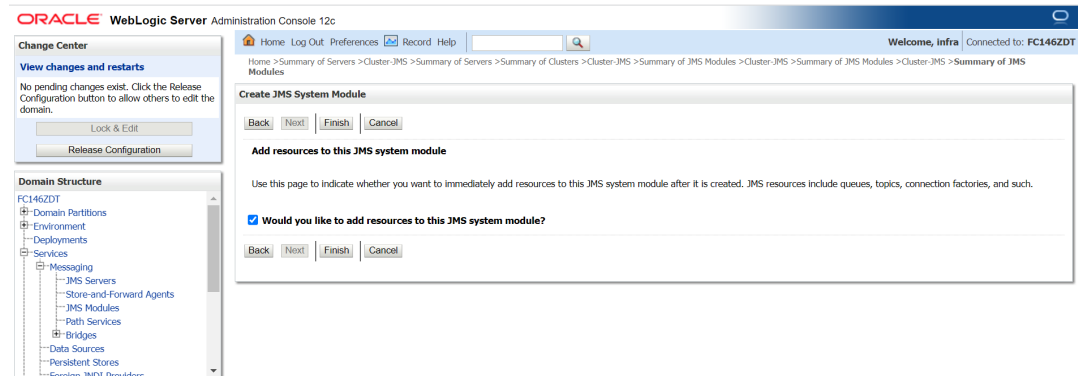 ORACLE WebLogic Server Administration Console 12c
Change Center
View changes and restarts
No pending changes exist. Click the Release
Configuration button to allow others to edit the
domain.
Lock & Edit
Release Configuration
Domain Structure
FC146ZDT
Domain Partitions
Environment
Deployments
Services
Messaging
JMS Servers
Store-and-Forward Agents
JMS Modules
Path Services
Bridges
Data Sources
Persistent Stores
Foreign JNDI Providers
Home Log Out Preferences Record Help
Welcome, infra Connected to: FC146ZDT
Home >Summary of Servers >Cluster-JMS >Summary of Servers >Summary of Clusters >Cluster-JMS >Summary of JMS Modules >Cluster-JMS >Summary of JMS Modules >Cluster-JMS >Summary of JMS
Modules
Create JMS System Module
Back Next Finish Cancel
Add resources to this JMS system module
Use this page to indicate whether you want to immediately add resources to this JMS system module after it is created. JMS resources include queues, topics, connection factories, and such.
Would you like to add resources to this JMS system module?
Back Next Finish Cancel